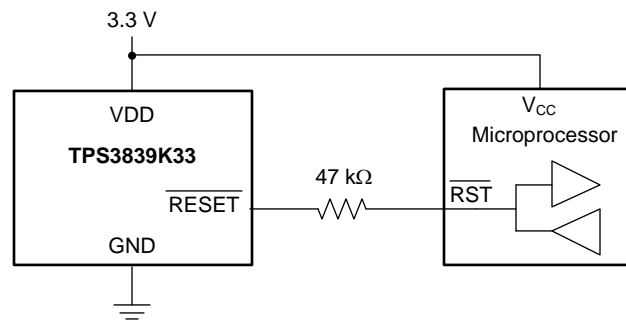 3.3 V
VDD
TPS3839K33
RESET
GND
47 kΩ
VCC
Microprocessor
RST